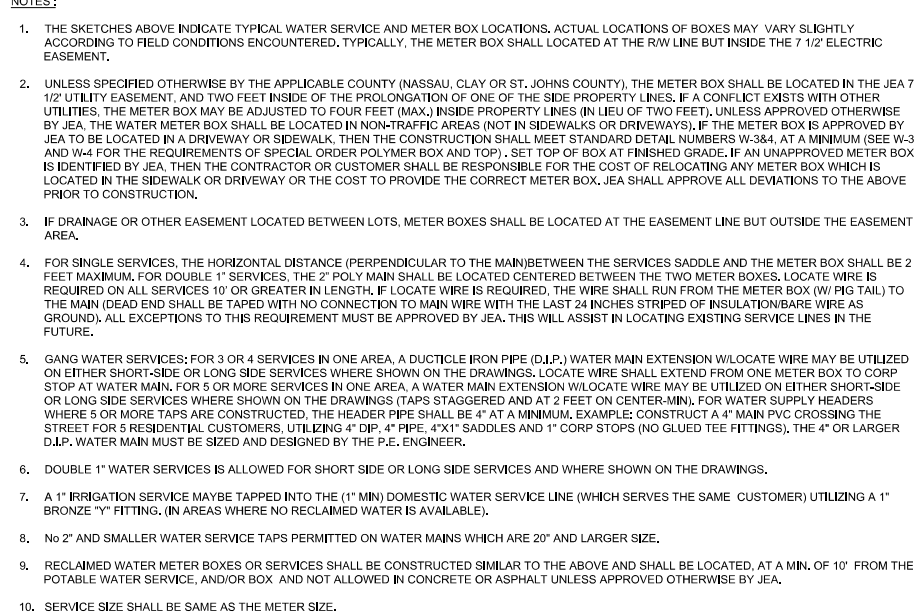 NOTES:
1. THE SKETCHES ABOVE INDICATE TYPICAL WATER SERVICE AND METER BOX LOCATIONS. ACTUAL LOCATIONS OF BOXES MAY VARY SLIGHTLY
ACCORDING TO FIELD CONDITIONS ENCOUNTERED. TYPICALLY, THE METER BOX SHALL LOCATED AT THE R/W LINE BUT INSIDE THE 7 1/2' ELECTRIC
EASEMENT.
2. UNLESS SPECIFIED OTHERWISE BY THE APPLICABLE COUNTY (NASSAU, CLAY OR ST. JOHNS COUNTY), THE METER BOX SHALL BE LOCATED IN THE JEA 7
1/2' UTILITY EASEMENT, AND TWO FEET INSIDE OF THE PROLONGATION OF ONE OF THE SIDE PROPERTY LINES. IF A CONFLICT EXISTS WITH OTHER
UTILITIES, THE METER BOX MAY BE ADJUSTED TO FOUR FEET (MAX.) INSIDE PROPERTY LINES (IN LIEU OF TWO FEET). UNLESS APPROVED OTHERWISE
BY JEA, THE WATER METER BOX SHALL BE LOCATED IN NON-TRAFFIC AREAS (NOT IN SIDEWALKS OR DRIVEWAYS). IF THE METER BOX IS APPROVED BY
JEA TO BE LOCATED IN A DRIVEWAY OR SIDEWALK, THEN THE CONSTRUCTION SHALL MEET STANDARD DETAIL NUMBERS W-3&4, AT A MINIMUM (SEE W-3
AND W-4 FOR THE REQUIREMENTS OF SPECIAL ORDER POLYMER BOX AND TOP) . SET TOP OF BOX AT FINISHED GRADE. IF AN UNAPPROVED METER BOX
IS IDENTIFIED BY JEA, THEN THE CONTRACTOR OR CUSTOMER SHALL BE RESPONSIBLE FOR THE COST OF RELOCATING ANY METER BOX WHICH IS
LOCATED IN THE SIDEWALK OR DRIVEWAY OR THE COST TO PROVIDE THE CORRECT METER BOX. JEA SHALL APPROVE ALL DEVIATIONS TO THE ABOVE
PRIOR TO CONSTRUCTION.
3. IF DRAINAGE OR OTHER EASEMENT LOCATED BETWEEN LOTS, METER BOXES SHALL BE LOCATED AT THE EASEMENT LINE BUT OUTSIDE THE EASEMENT
AREA.
4. FOR SINGLE SERVICES, THE HORIZONTAL DISTANCE (PERPENDICULAR TO THE MAIN)BETWEEN THE SERVICES SADDLE AND THE METER BOX SHALL BE 2
FEET MAXIMUM. FOR DOUBLE 1" SERVICES, THE 2" POLY MAIN SHALL BE LOCATED CENTERED BETWEEN THE TWO METER BOXES. LOCATE WIRE IS
REQUIRED ON ALL SERVICES 10' OR GREATER IN LENGTH. IF LOCATE WIRE IS REQUIRED, THE WIRE SHALL RUN FROM THE METER BOX (W/ PIG TAIL) TO
THE MAIN (DEAD END SHALL BE TAPED WITH NO CONNECTION TO MAIN WIRE WITH THE LAST 24 INCHES STRIPED OF INSULATION/BARE WIRE AS
GROUND). ALL EXCEPTIONS TO THIS REQUIREMENT MUST BE APPROVED BY JEA. THIS WILL ASSIST IN LOCATING EXISTING SERVICE LINES IN THE
FUTURE.
5. GANG WATER SERVICES: FOR 3 OR 4 SERVICES IN ONE AREA, A DUCTICLE IRON PIPE (D.I.P.) WATER MAIN EXTENSION W/LOCATE WIRE MAY BE UTILIZED
ON EITHER SHORT-SIDE OR LONG SIDE SERVICES WHERE SHOWN ON THE DRAWINGS. LOCATE WIRE SHALL EXTEND FROM ONE METER BOX TO CORP
STOP AT WATER MAIN. FOR 5 OR MORE SERVICES IN ONE AREA, A WATER MAIN EXTENSION W/LOCATE WIRE MAY BE UTILIZED ON EITHER SHORT-SIDE
OR LONG SIDE SERVICES WHERE SHOWN ON THE DRAWINGS (TAPS STAGGERED AND AT 2 FEET ON CENTER-MIN). FOR WATER SUPPLY HEADERS
WHERE 5 OR MORE TAPS ARE CONSTRUCTED, THE HEADER PIPE SHALL BE 4" AT A MINIMUM. EXAMPLE: CONSTRUCT A 4" MAIN PVC CROSSING THE
STREET FOR 5 RESIDENTIAL CUSTOMERS, UTILIZING 4" DIP, 4" PIPE, 4"X1" SADDLES AND 1" CORP STOPS (NO GLUED TEE FITTINGS). THE 4" OR LARGER
D.I.P. WATER MAIN MUST BE SIZED AND DESIGNED BY THE P.E. ENGINEER.
6. DOUBLE 1" WATER SERVICES IS ALLOWED FOR SHORT SIDE OR LONG SIDE SERVICES AND WHERE SHOWN ON THE DRAWINGS.
7. A 1" IRRIGATION SERVICE MAYBE TAPPED INTO THE (1" MIN) DOMESTIC WATER SERVICE LINE (WHICH SERVES THE SAME CUSTOMER) UTILIZING A 1"
BRONZE "Y" FITTING. (IN AREAS WHERE NO RECLAIMED WATER IS AVAILABLE).
8. No 2" AND SMALLER WATER SERVICE TAPS PERMITTED ON WATER MAINS WHICH ARE 20" AND LARGER SIZE.
9. RECLAIMED WATER METER BOXES OR SERVICES SHALL BE CONSTRUCTED SIMILAR TO THE ABOVE AND SHALL BE LOCATED, AT A MIN. OF 10' FROM THE
POTABLE WATER SERVICE, AND/OR BOX AND NOT ALLOWED IN CONCRETE OR ASPHALT UNLESS APPROVED OTHERWISE BY JEA.
10. SERVICE SIZE SHALL BE SAME AS THE METER SIZE.